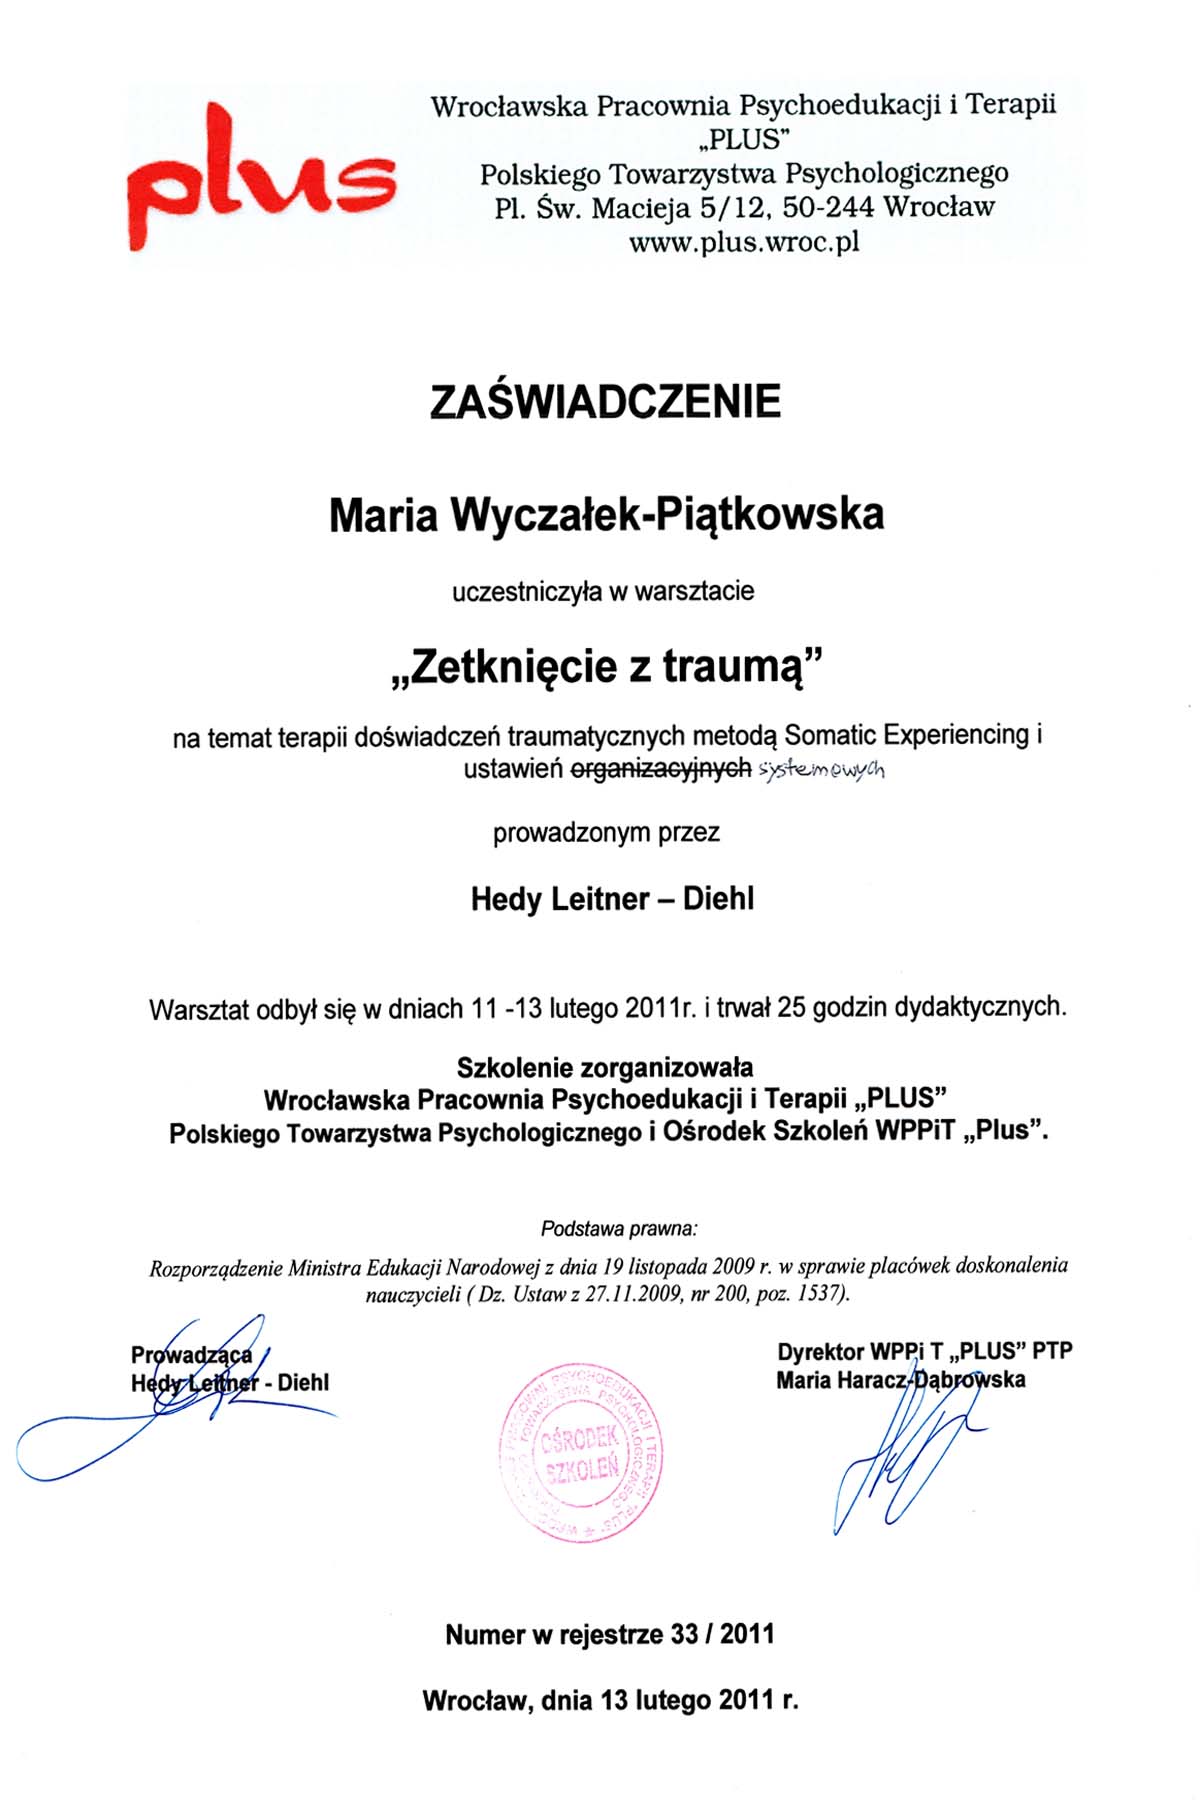 plus
Wrocławska Pracownia Psychoedukacji i Terapii
„PLUS”
Polskiego Towarzystwa Psychologicznego
Pl. Św. Macieja 5/12, 50-244 Wrocław
www.plus.wroc.pl
ZAŚWIADCZENIE
Maria Wyczałek-Piątkowska
uczestniczyła w warsztacie
„Zetknięcie z traumą”
na temat terapii doświadczeń traumatycznych metodą Somatic Experiencing i
ustawień organizacyjnych systemowych
prowadzonym przez
Hedy Leitner – Diehl
Warsztat odbył się w dniach 11 -13 lutego 2011r. i trwał 25 godzin dydaktycznych.
Szkolenie zorganizowała
Wrocławska Pracownia Psychoedukacji i Terapii „PLUS”
Polskiego Towarzystwa Psychologicznego i Ośrodek Szkoleń WPPiT „Plus”.
Podstawa prawna:
Rozporządzenie Ministra Edukacji Narodowej z dnia 19 listopada 2009 r. w sprawie placówek doskonalenia
nauczycieli ( Dz. Ustaw z 27.11.2009, nr 200, poz. 1537).
Prowadząca
Hedy Leitner - Diehl
Dyrektor WPPi T „PLUS” PTP
Maria Haracz-Dąbrowska
PSYCHOEDUKACJI I TERAPII "PLUS"
TOWARZYSTWA PSYCHOLOGICZNEGO
OŚRODEK
SZKOLEŃ
Numer w rejestrze 33 / 2011
Wrocław, dnia 13 lutego 2011 r.